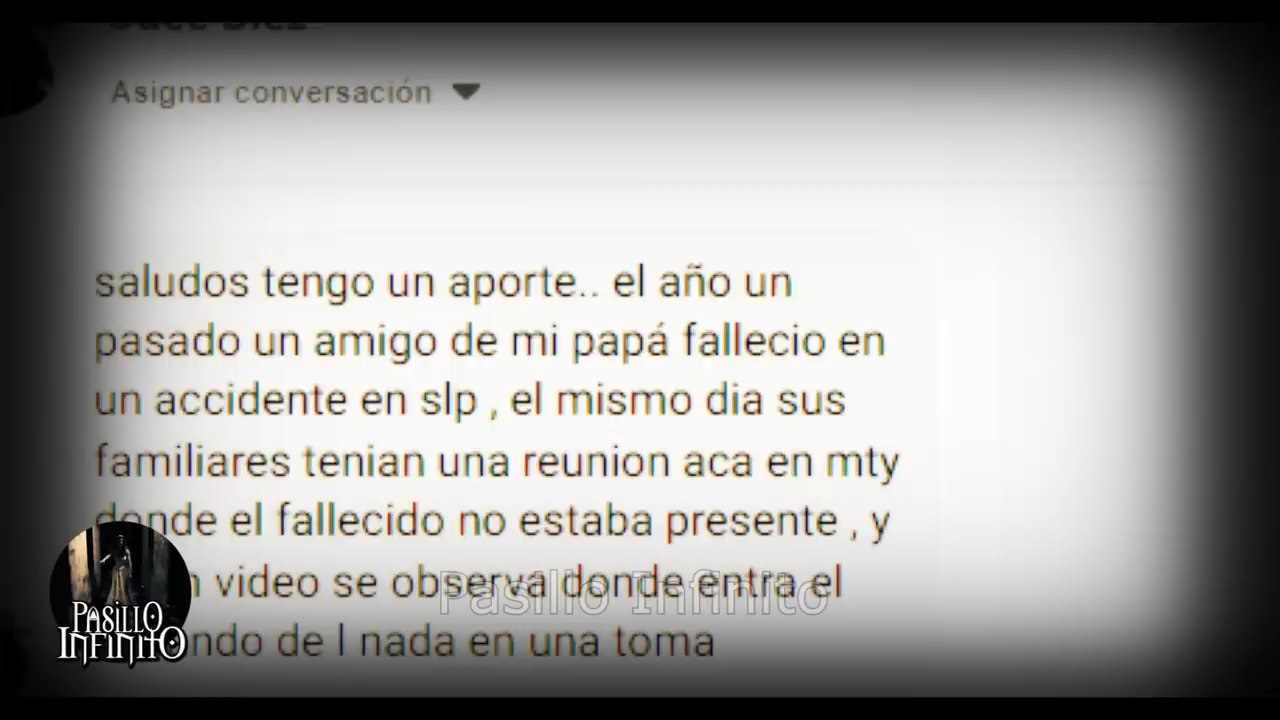 Asignar conversación
saludos tengo un aporte.. el año un
pasado un amigo de mi papá fallecio en
un accidente en slp , el mismo dia sus
familiares tenian una reunion aca en mty
donde el fallecido no estaba presente , y
video se observa donde entra el
de l nada en una toma
Pasillo Infinito
PASILLO
INFINITO